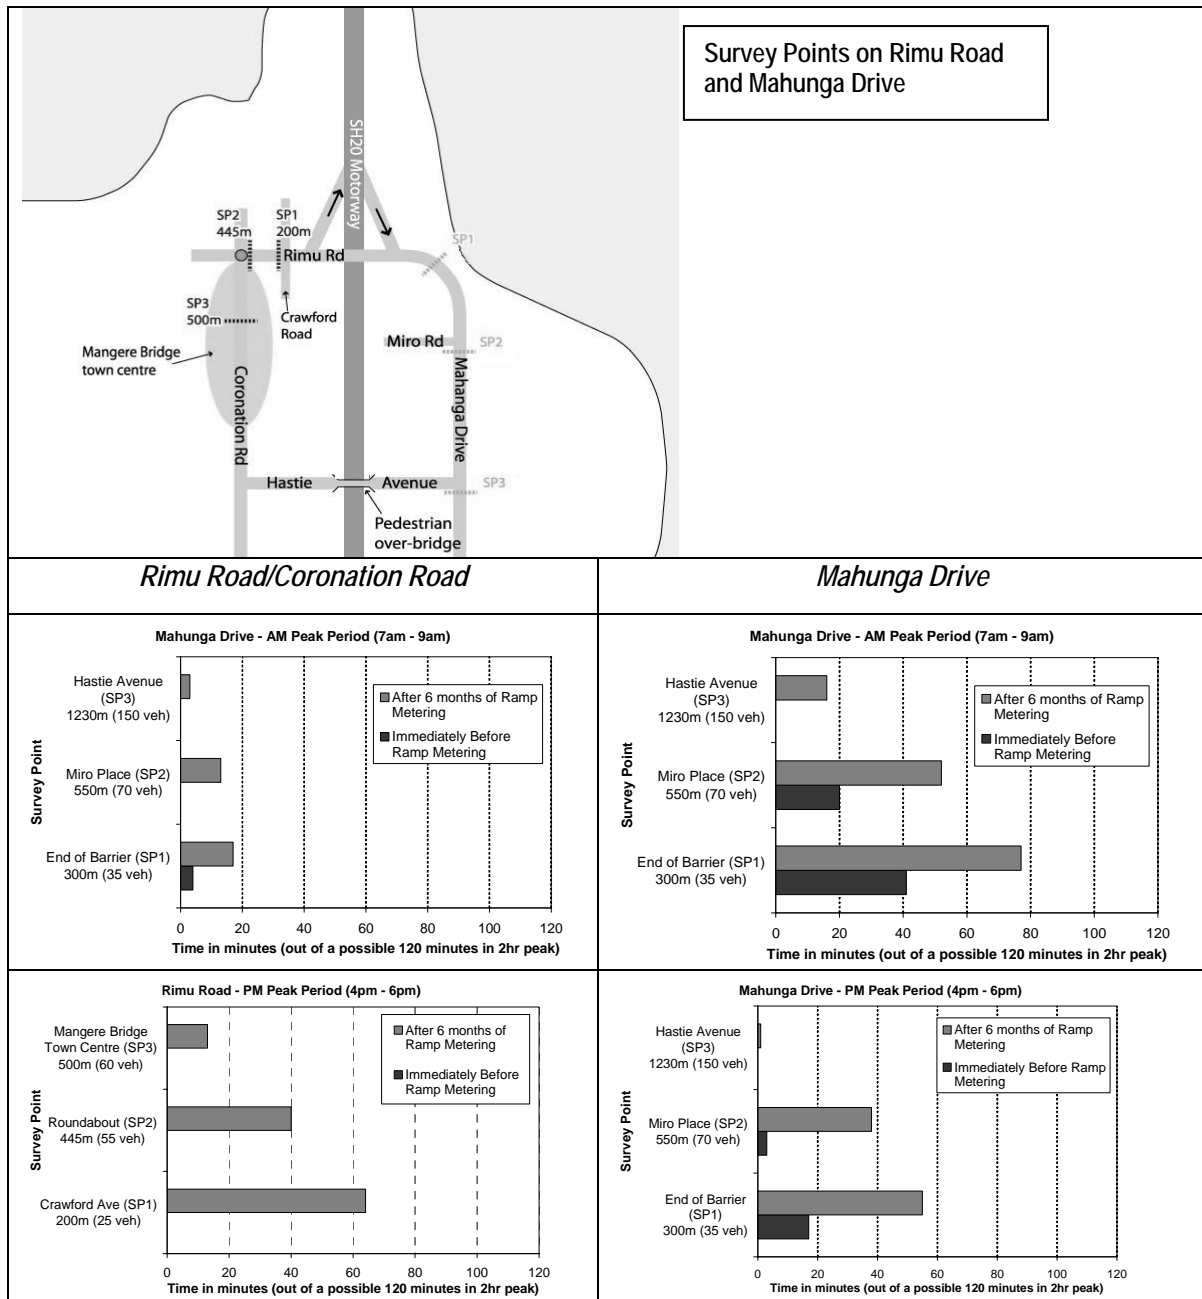 Survey Points on Rimu Road
and Mahunga Drive
SH20 Motorway
SP2
445m
SP1
200m
SP1
Rimu Rd
SP3
500m
Crawford
Road
Miro Rd
SP2
Mangere Bridge
town centre
Coronation Rd
Mahanga Drive
Hastie
Avenue
SP3
Pedestrian
over-bridge
Rimu Road/Coronation Road
Mahunga Drive
Mahunga Drive - AM Peak Period (7am - 9am)
Survey Point
Hastie Avenue
(SP3)
1230m (150 veh)
Miro Place (SP2)
550m (70 veh)
End of Barrier (SP1)
300m (35 veh)
After 6 months of Ramp
Metering
Immediately Before
Ramp Metering
0 20 40 60 80 100 120
Time in minutes (out of a possible 120 minutes in 2hr peak)
Mahunga Drive - AM Peak Period (7am - 9am)
Survey Point
Hastie Avenue
(SP3)
1230m (150 veh)
Miro Place (SP2)
550m (70 veh)
End of Barrier (SP1)
300m (35 veh)
After 6 months of Ramp
Metering
Immediately Before
Ramp Metering
0 20 40 60 80 100 120
Time in minutes (out of a possible 120 minutes in 2hr peak)
Rimu Road - PM Peak Period (4pm - 6pm)
Survey Point
Mangere Bridge
Town Centre (SP3)
500m (60 veh)
Roundabout (SP2)
445m (55 veh)
Crawford Ave (SP1)
200m (25 veh)
After 6 months of
Ramp Metering
Immediately Before
Ramp Metering
0 20 40 60 80 100 120
Time in minutes (out of a possible 120 minutes in 2hr peak)
Mahunga Drive - PM Peak Period (4pm - 6pm)
Survey Point
Hastie Avenue
(SP3)
1230m (150 veh)
Miro Place (SP2)
550m (70 veh)
End of Barrier
(SP1)
300m (35 veh)
After 6 months of Ramp
Metering
Immediately Before Ramp
Metering
0 20 40 60 80 100 120
Time in minutes (out of a possible 120 minutes in 2hr peak)